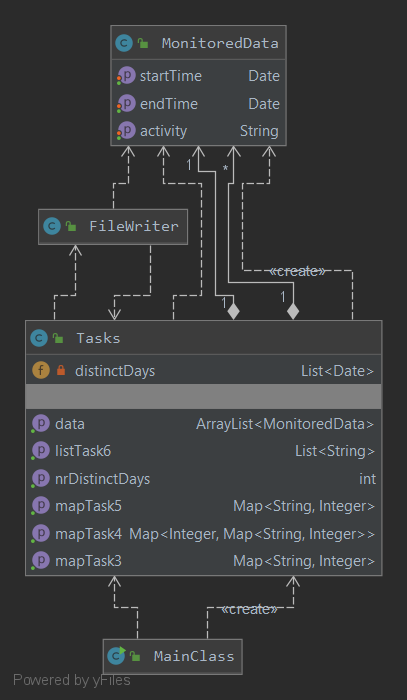 MonitoredData
startTime Date
endTime Date
activity String
1 *
FileWriter
«create»
1 1
Tasks
distinctDays List<Date>
data ArrayList<MonitoredData>
listTask6 List<String>
nrDistinctDays int
mapTask5 Map<String, Integer>
mapTask4 Map<Integer, Map<String, Integer>>
mapTask3 Map<String, Integer>
«create»
MainClass
Powered by yFiles